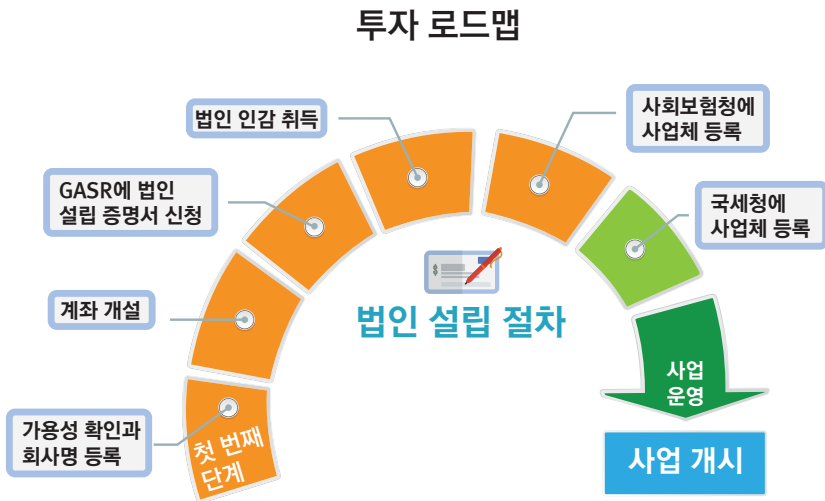 투자 로드맵
법인 인감 취득
사회보험청에
사업체 등록
GASR에 법인
설립 증명서 신청
국세청에
사업체 등록
계좌 개설
$
법인 설립 절차
가용성 확인과
회사명 등록
첫 번째
단계
사업
운영
사업 개시